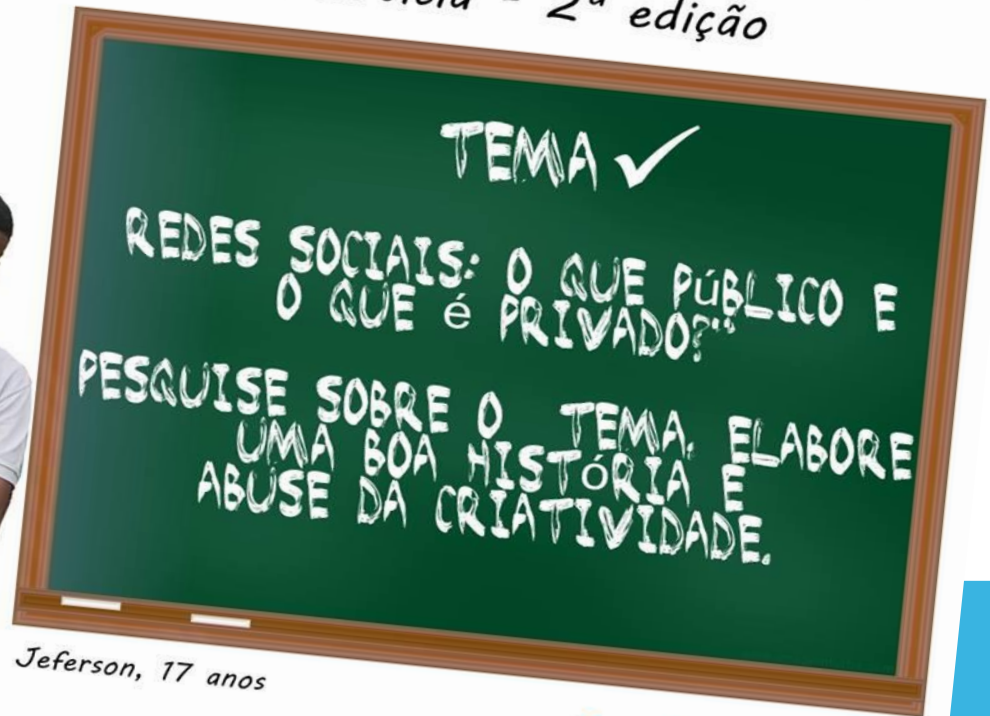 2ª edição
TEMA ✓
REDES SOCIAIS: O QUE PÚBLICO E
O QUE é PRIVADO?"
PESQUISE SOBRE O TEMA, ELABORE
UMA BOA HISTÓRIA E
ABUSE DA CRIATIVIDADE.
Jeferson, 17 anos